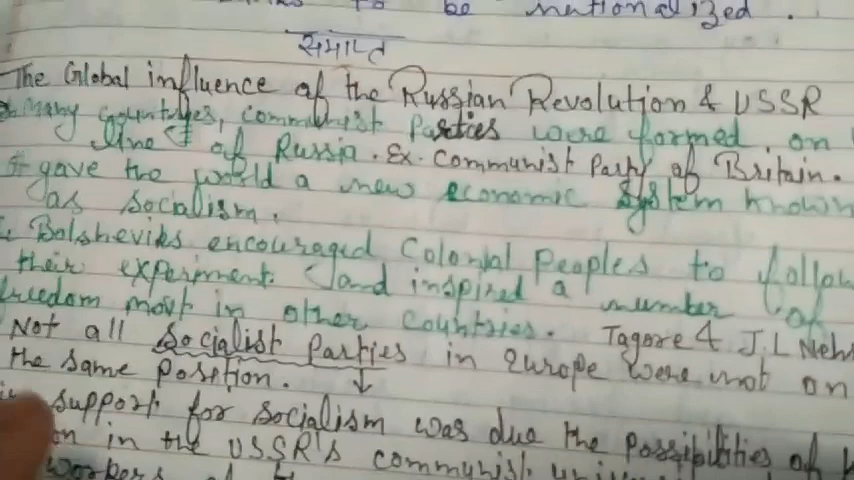 to be nationalized.
समाप्त
The Global influence of the Russian Revolution & USSR
Many countries, communist Parties were formed, on
line of Russia. Ex. Communist Party of Britain.
It gave the world a new economic system known
as socialism.
Bolsheviks encouraged Colonial Peoples to follow
their experiment. and inspired a number of
freedom movt in other countries. Tagore & J.L Neh
Not all Socialist Parties in Europe were not on
the same position. ↓
support for socialism was due the possibilities of
in the USSR's communist
workers of